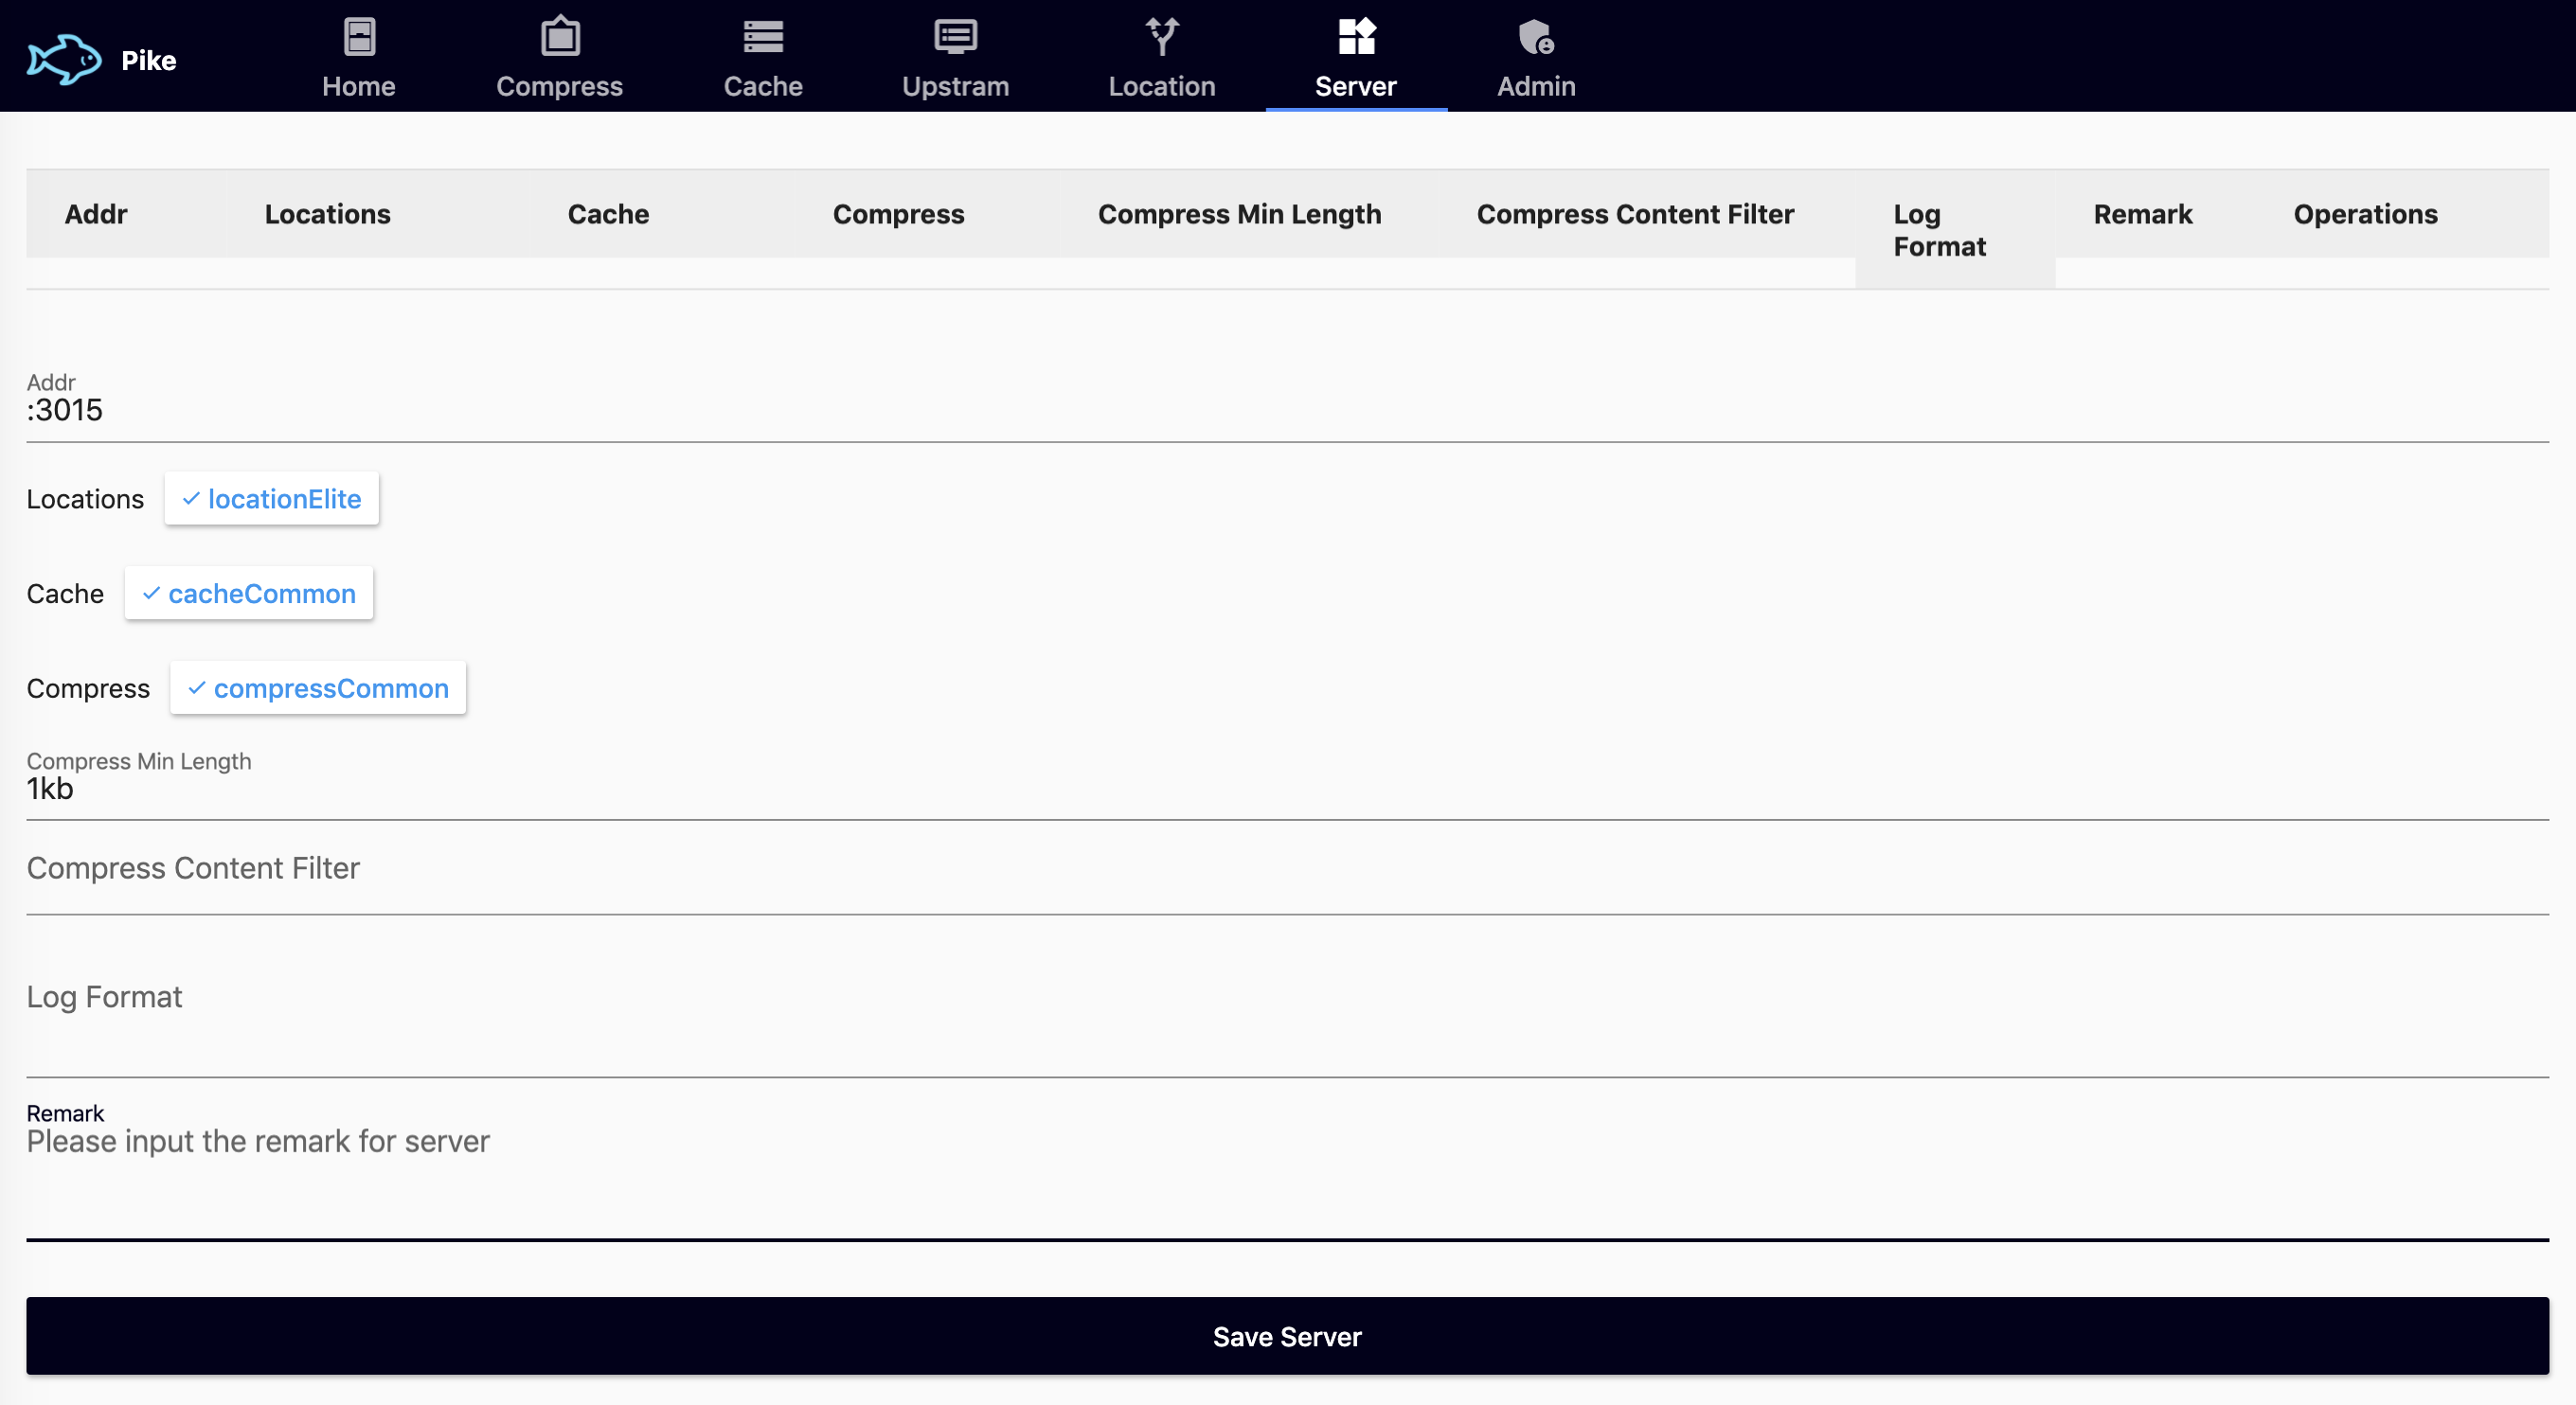 Pike
Home Compress Cache Upstram Location Server Admin
Addr Locations Cache Compress Compress Min Length Compress Content Filter Log Format Remark Operations
Addr
:3015
Locations locationElite
Cache cacheCommon
Compress compressCommon
Compress Min Length
1kb
Compress Content Filter
Log Format
Remark
Please input the remark for server
Save Server